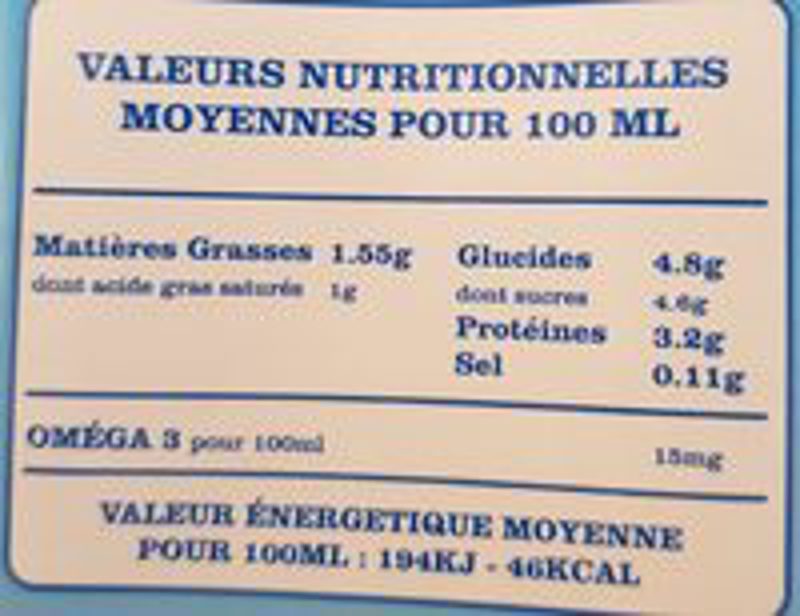 VALEURS NUTRITIONNELLES
MOYENNES POUR 100 ML
Matières Grasses 1.55g
dont acide gras saturés 1g
Glucides 4.8g
dont sucres 4.6g
Protéines 3.2g
Sel 0.11g
OMÉGA 3 pour 100ml 15mg
VALEUR ÉNERGETIQUE MOYENNE
POUR 100ML : 194KJ - 46KCAL